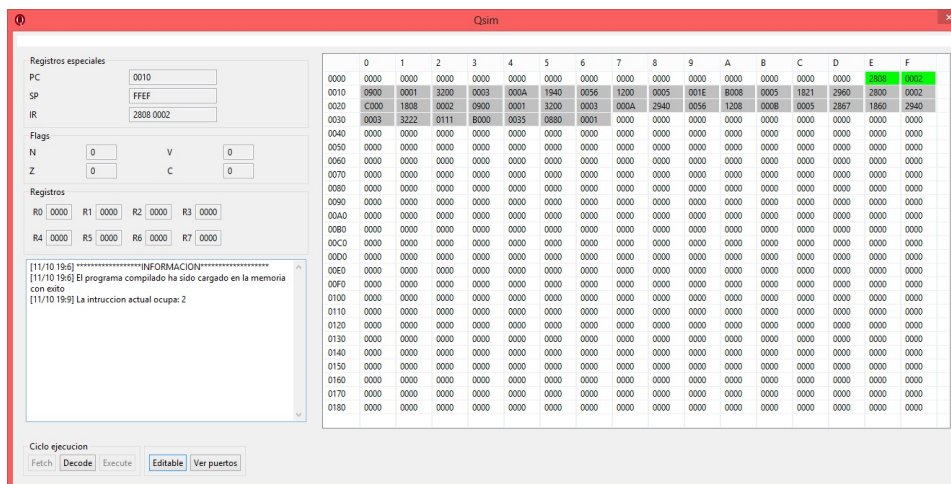 Qsim
Registros especiales
PC 0010
SP FFEF
IR 2808 0002
Flags
N 0 V 0
Z 0 C 0
Registros
R0 0000 R1 0000 R2 0000 R3 0000
R4 0000 R5 0000 R6 0000 R7 0000
[11/10 19:6] ******************INFORMACION******************
[11/10 19:6] El programa compilado ha sido cargado en la memoria
con exito
[11/10 19:9] La intruccion actual ocupa: 2
Ciclo ejecucion
Fetch Decode Execute Editable Ver puertos
0 1 2 3 4 5 6 7 8 9 A B C D E F
0000 0000 0000 0000 0000 0000 0000 0000 0000 0000 0000 0000 0000 0000 0000 2808 0002
0010 0900 0001 3200 0003 000A 1940 0056 1200 0005 001E B008 0005 1821 2960 2800 0002
0020 C000 1808 0002 0900 0001 3200 0003 000A 2940 0056 1208 000B 0005 2867 1860 2940
0030 0003 3222 0111 B000 0035 0880 0001 0000 0000 0000 0000 0000 0000 0000 0000 0000
0040 0000 0000 0000 0000 0000 0000 0000 0000 0000 0000 0000 0000 0000 0000 0000 0000
0050 0000 0000 0000 0000 0000 0000 0000 0000 0000 0000 0000 0000 0000 0000 0000 0000
0060 0000 0000 0000 0000 0000 0000 0000 0000 0000 0000 0000 0000 0000 0000 0000 0000
0070 0000 0000 0000 0000 0000 0000 0000 0000 0000 0000 0000 0000 0000 0000 0000 0000
0080 0000 0000 0000 0000 0000 0000 0000 0000 0000 0000 0000 0000 0000 0000 0000 0000
0090 0000 0000 0000 0000 0000 0000 0000 0000 0000 0000 0000 0000 0000 0000 0000 0000
00A0 0000 0000 0000 0000 0000 0000 0000 0000 0000 0000 0000 0000 0000 0000 0000 0000
00B0 0000 0000 0000 0000 0000 0000 0000 0000 0000 0000 0000 0000 0000 0000 0000 0000
00C0 0000 0000 0000 0000 0000 0000 0000 0000 0000 0000 0000 0000 0000 0000 0000 0000
00D0 0000 0000 0000 0000 0000 0000 0000 0000 0000 0000 0000 0000 0000 0000 0000 0000
00E0 0000 0000 0000 0000 0000 0000 0000 0000 0000 0000 0000 0000 0000 0000 0000 0000
00F0 0000 0000 0000 0000 0000 0000 0000 0000 0000 0000 0000 0000 0000 0000 0000 0000
0100 0000 0000 0000 0000 0000 0000 0000 0000 0000 0000 0000 0000 0000 0000 0000 0000
0110 0000 0000 0000 0000 0000 0000 0000 0000 0000 0000 0000 0000 0000 0000 0000 0000
0120 0000 0000 0000 0000 0000 0000 0000 0000 0000 0000 0000 0000 0000 0000 0000 0000
0130 0000 0000 0000 0000 0000 0000 0000 0000 0000 0000 0000 0000 0000 0000 0000 0000
0140 0000 0000 0000 0000 0000 0000 0000 0000 0000 0000 0000 0000 0000 0000 0000 0000
0150 0000 0000 0000 0000 0000 0000 0000 0000 0000 0000 0000 0000 0000 0000 0000 0000
0160 0000 0000 0000 0000 0000 0000 0000 0000 0000 0000 0000 0000 0000 0000 0000 0000
0170 0000 0000 0000 0000 0000 0000 0000 0000 0000 0000 0000 0000 0000 0000 0000 0000
0180 0000 0000 0000 0000 0000 0000 0000 0000 0000 0000 0000 0000 0000 0000 0000 0000